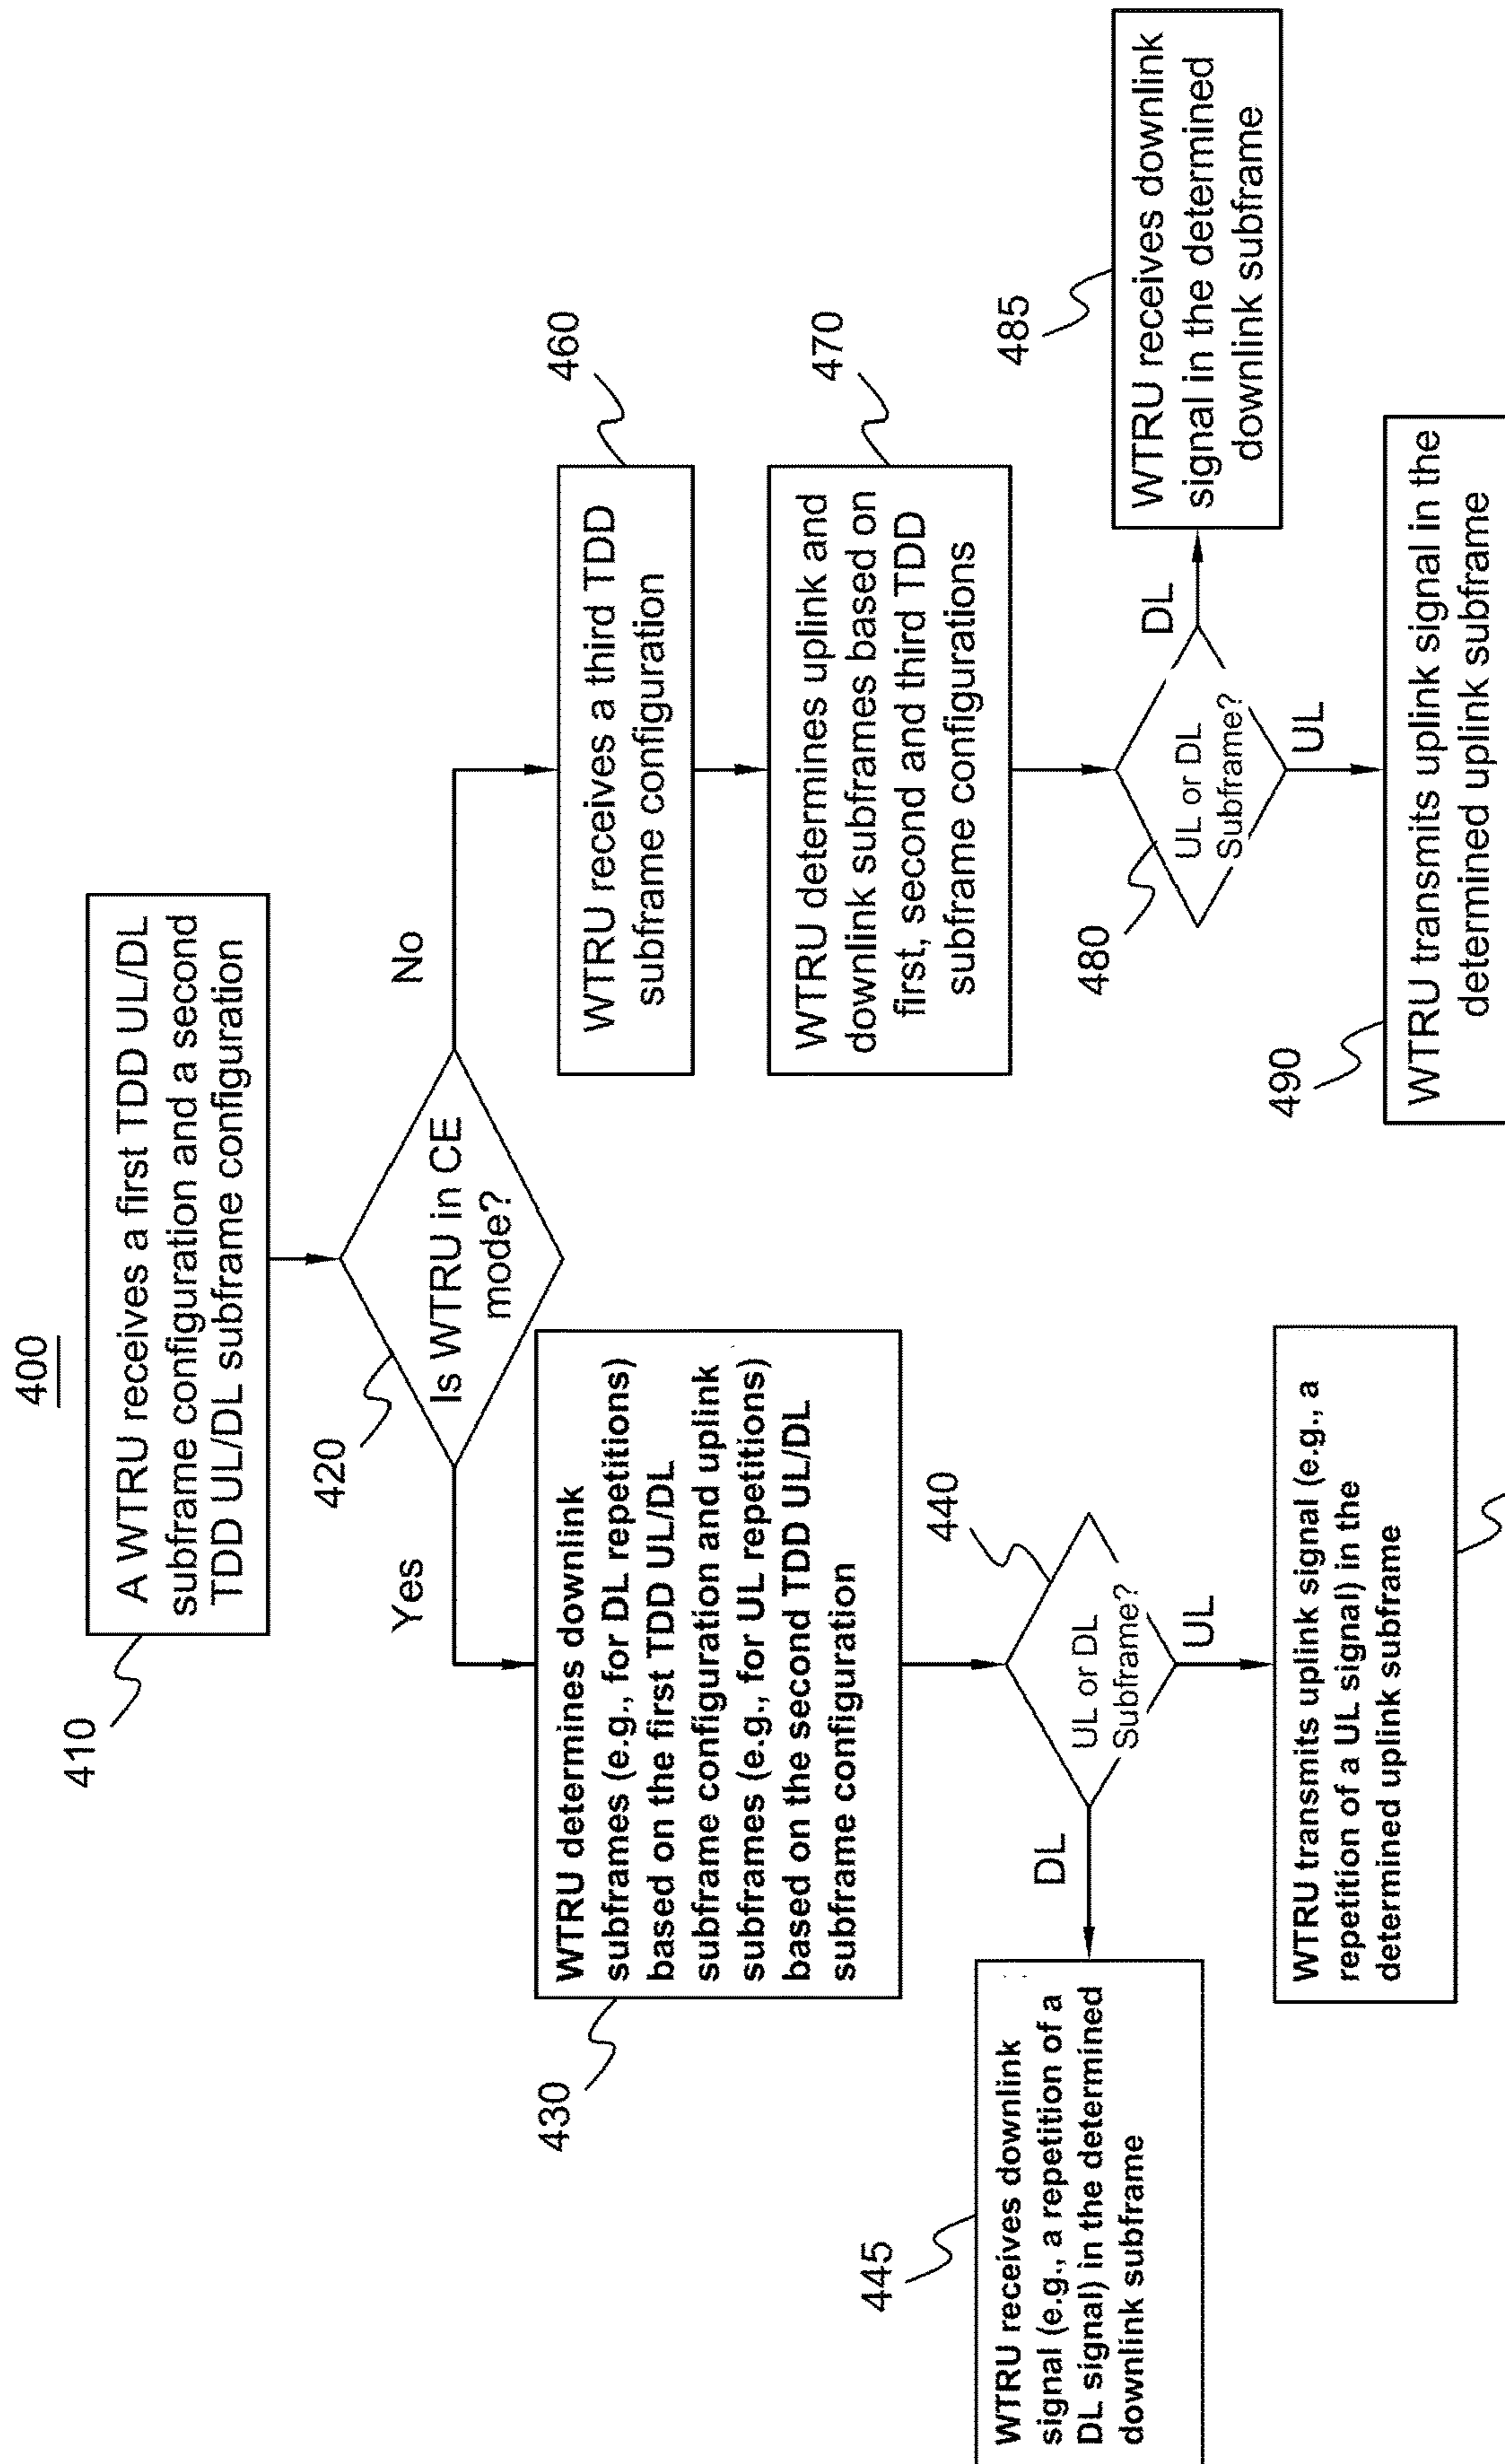 400
410
A WTRU receives a first TDD UL/DL
subframe configuration and a second
TDD UL/DL subframe configuration
420
Is WTRU in CE
mode?
Yes
No
430
WTRU determines downlink
subframes (e.g., for DL repetitions)
based on the first TDD UL/DL
subframe configuration and uplink
subframes (e.g., for UL repetitions)
based on the second TDD UL/DL
subframe configuration
440
UL or DL
Subframe?
DL
UL
445
WTRU receives downlink
signal (e.g., a repetition of a
DL signal) in the determined
downlink subframe
WTRU transmits uplink signal (e.g., a
repetition of a UL signal) in the
determined uplink subframe
460
WTRU receives a third TDD
subframe configuration
470
WTRU determines uplink and
downlink subframes based on
first, second and third TDD
subframe configurations
480
UL or DL
Subframe?
DL
UL
485
WTRU receives downlink
signal in the determined
downlink subframe
490
WTRU transmits uplink signal in the
determined uplink subframe